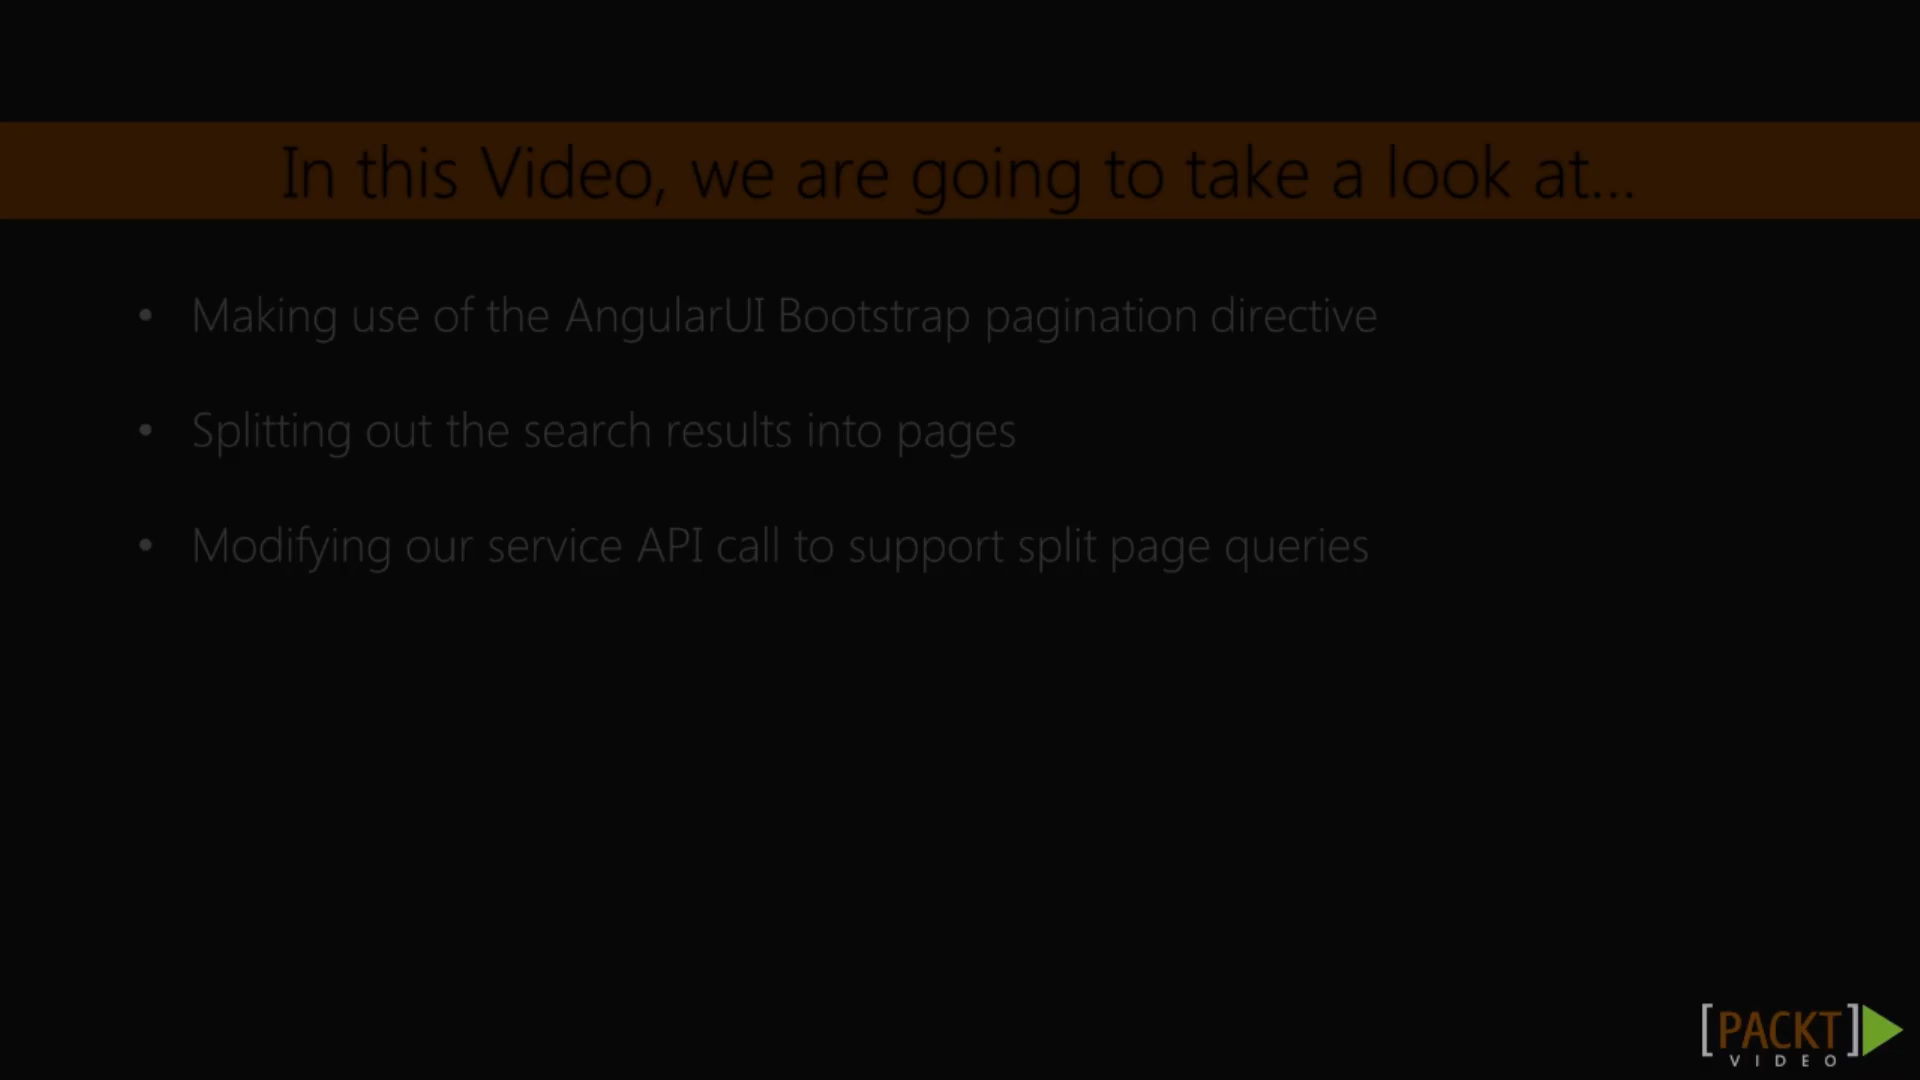 In this Video, we are going to take a look at...
• Making use of the AngularUI Bootstrap pagination directive
• Splitting out the search results into pages
• Modifying our service API call to support split page queries
[PACKT]
VIDEO